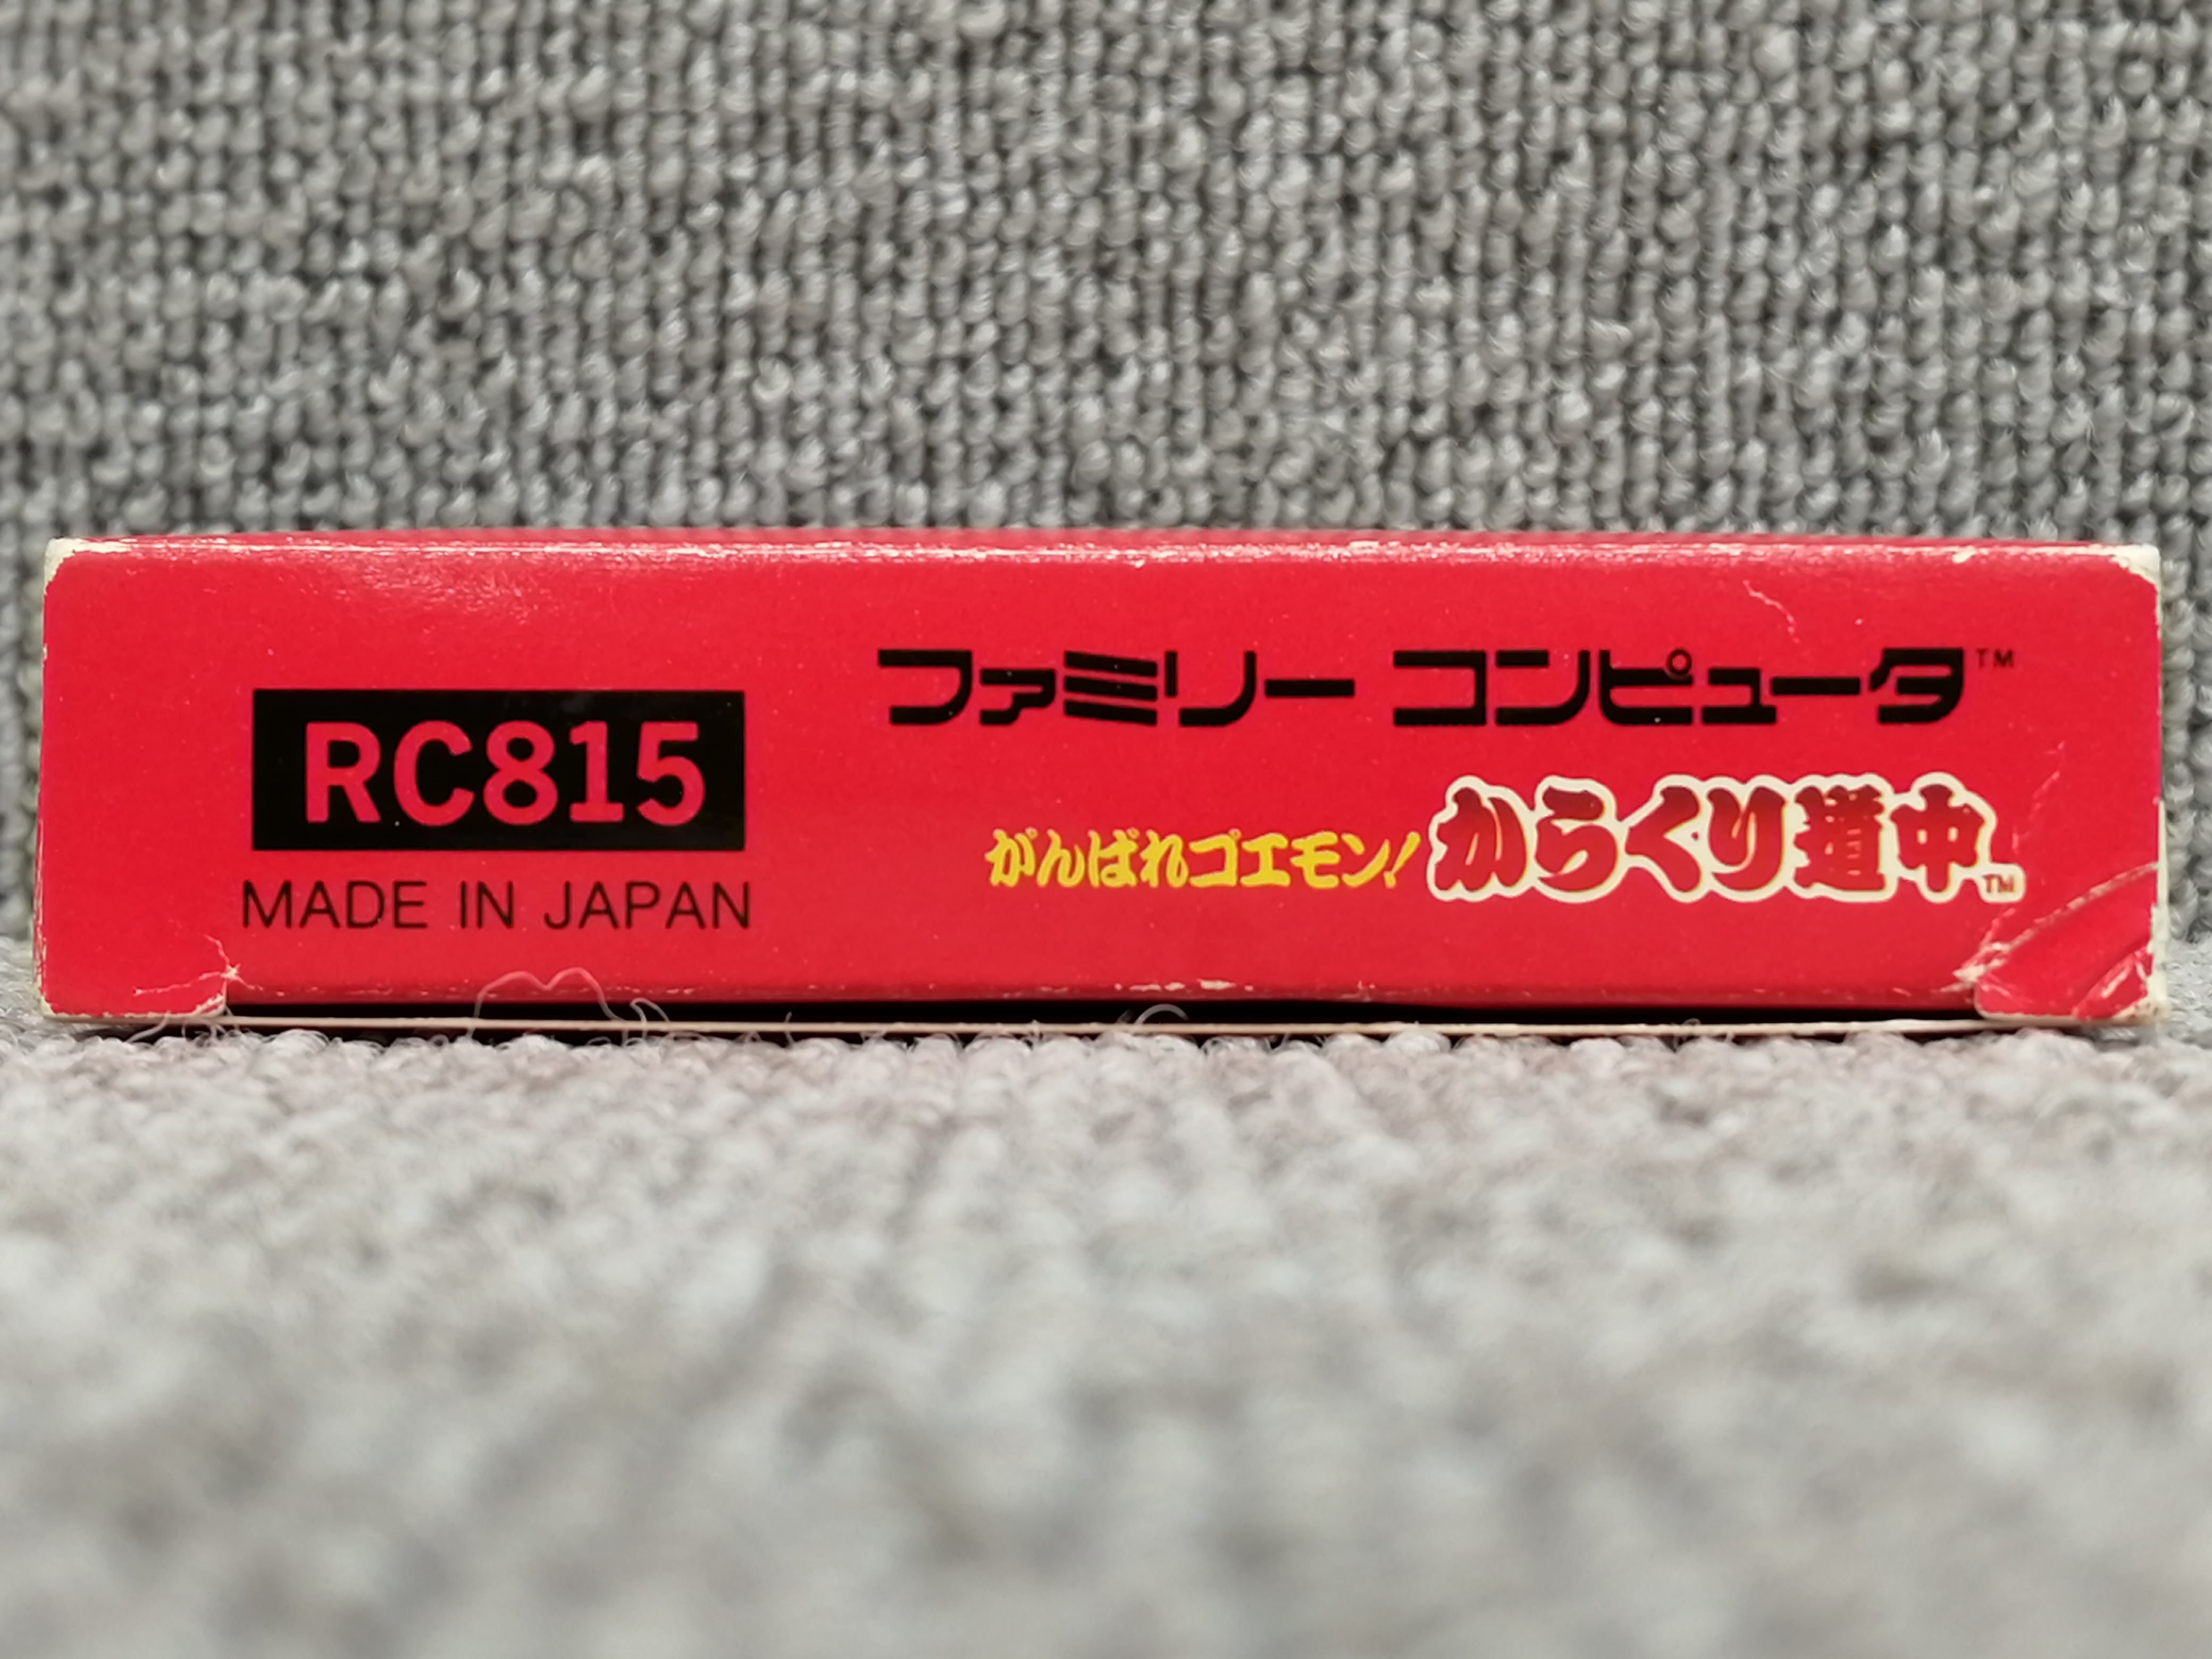 RC815
MADE IN JAPAN
ファミリー コンピュータ™
がんばれゴエモン! からくり道中™